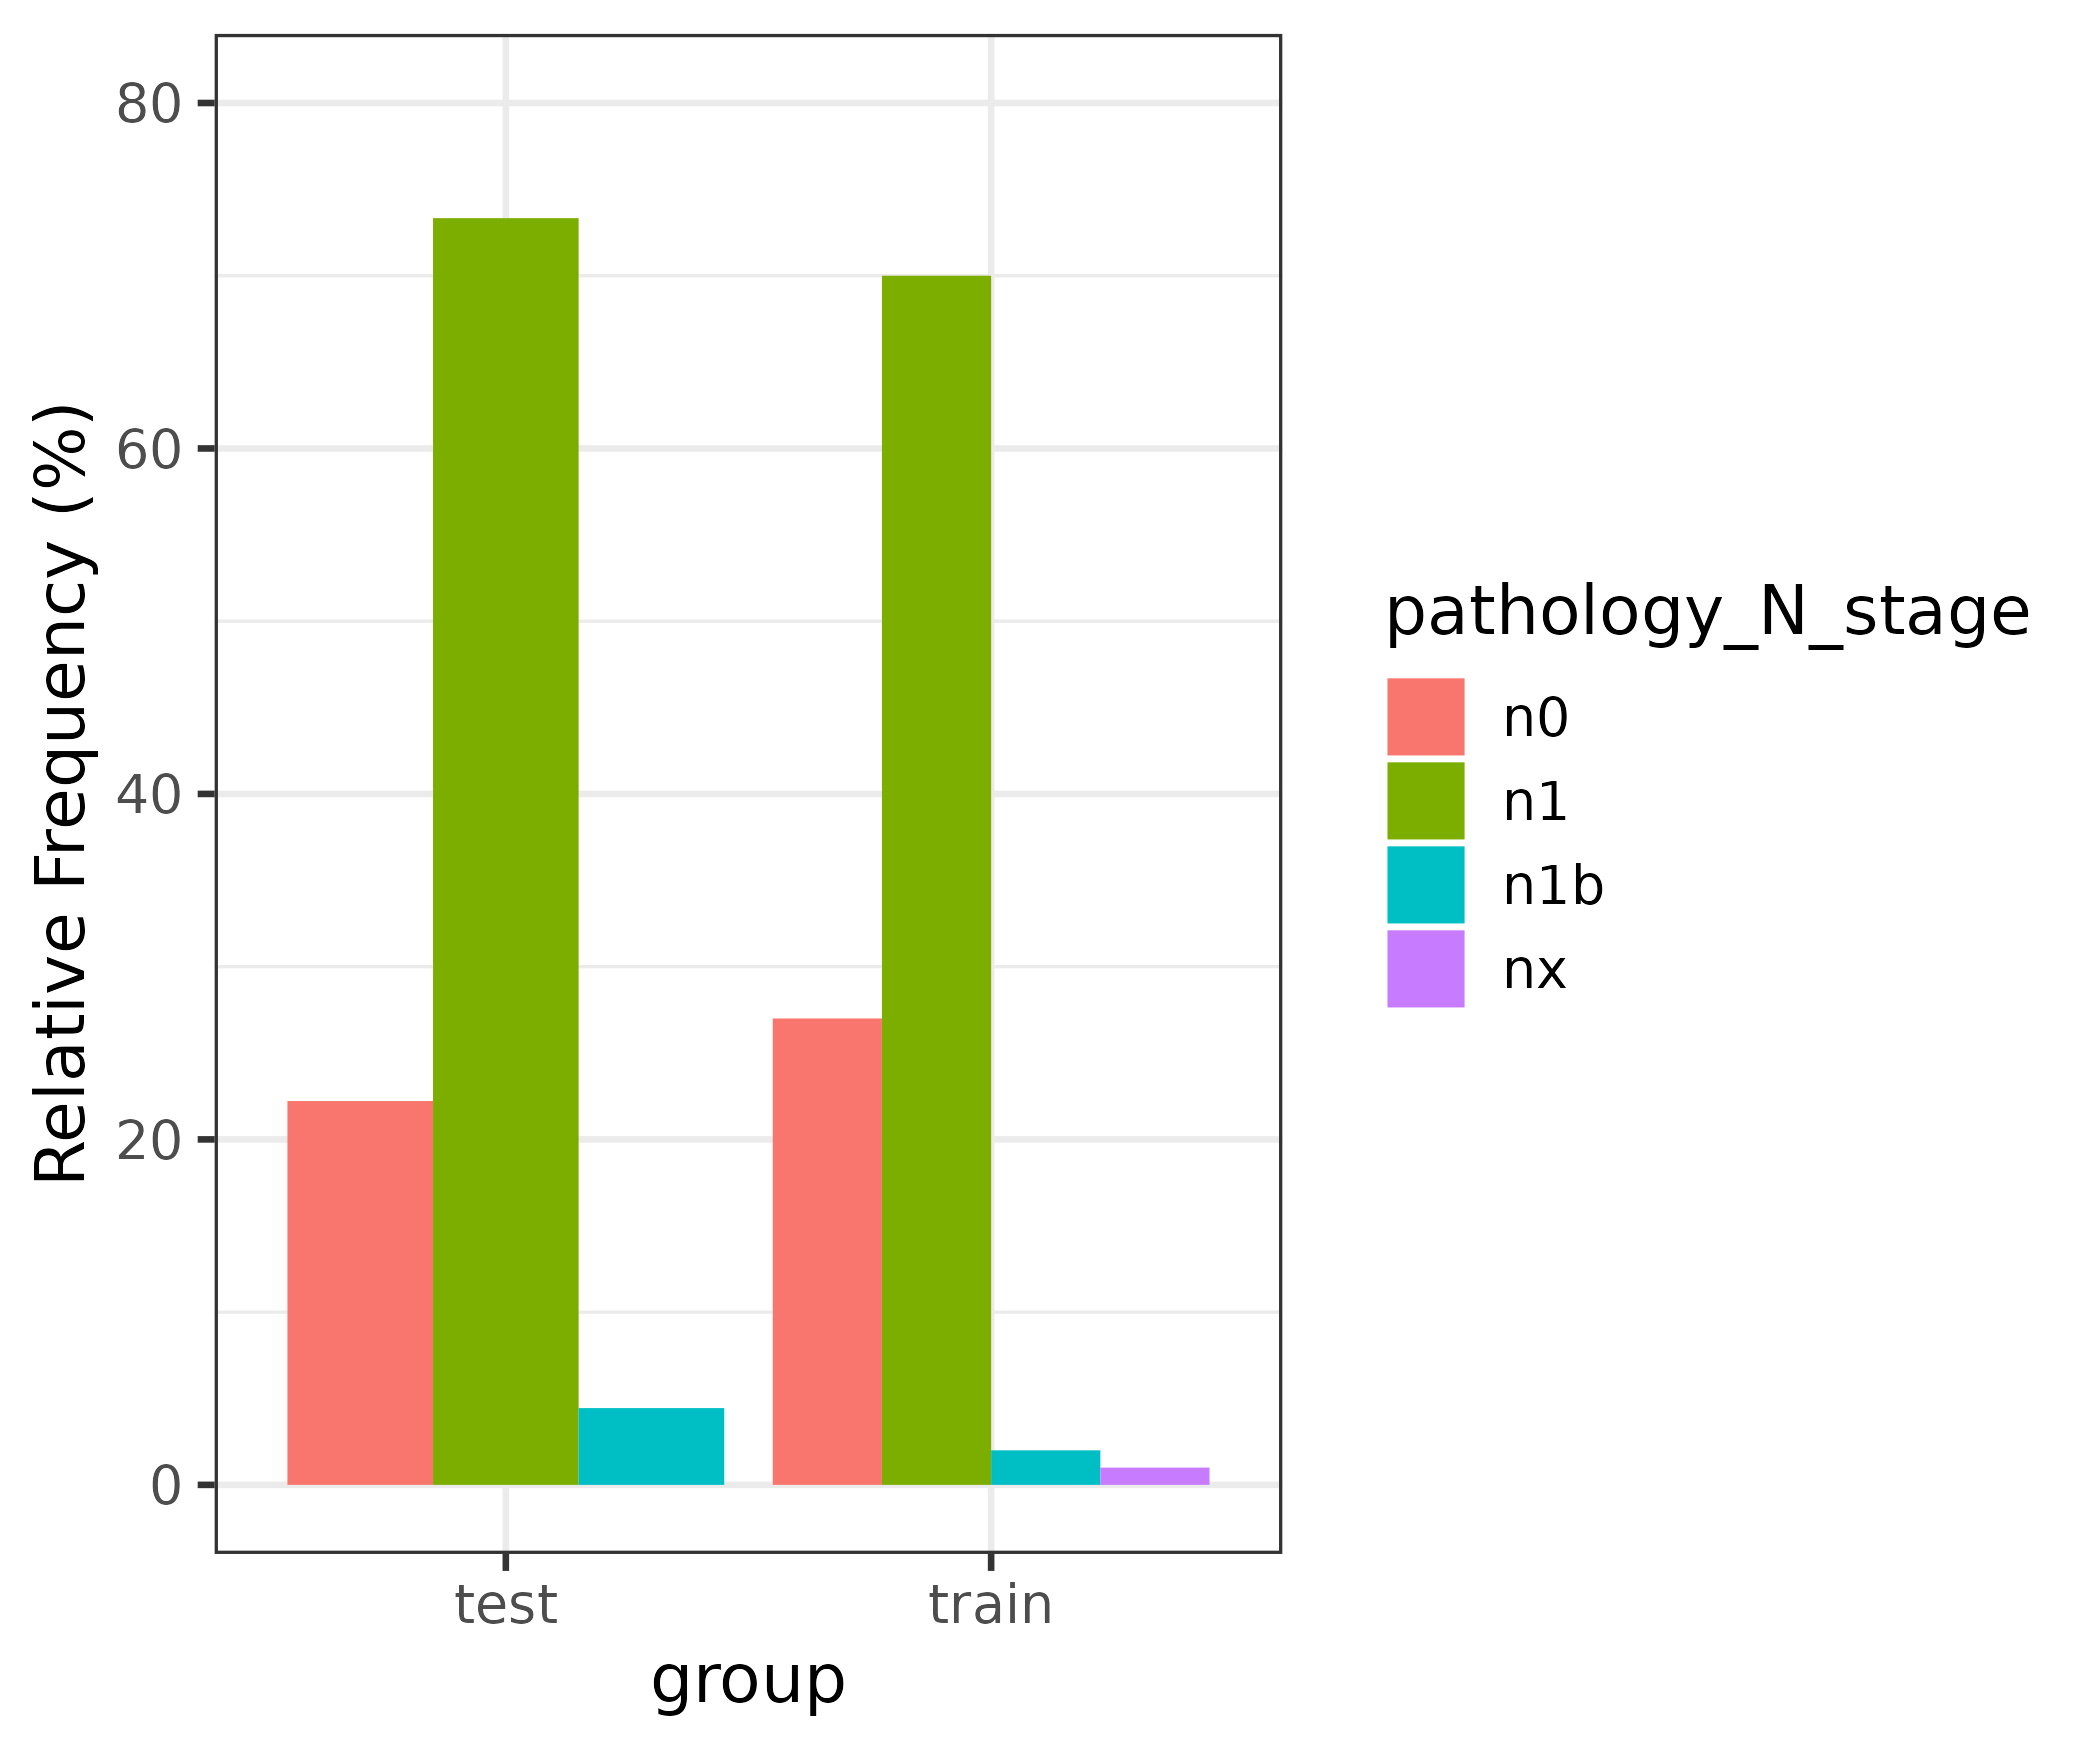 Relative Frequency (%)
80
60
40
20
0
test
train
group
pathology_N_stage
n0
n1
n1b
nx